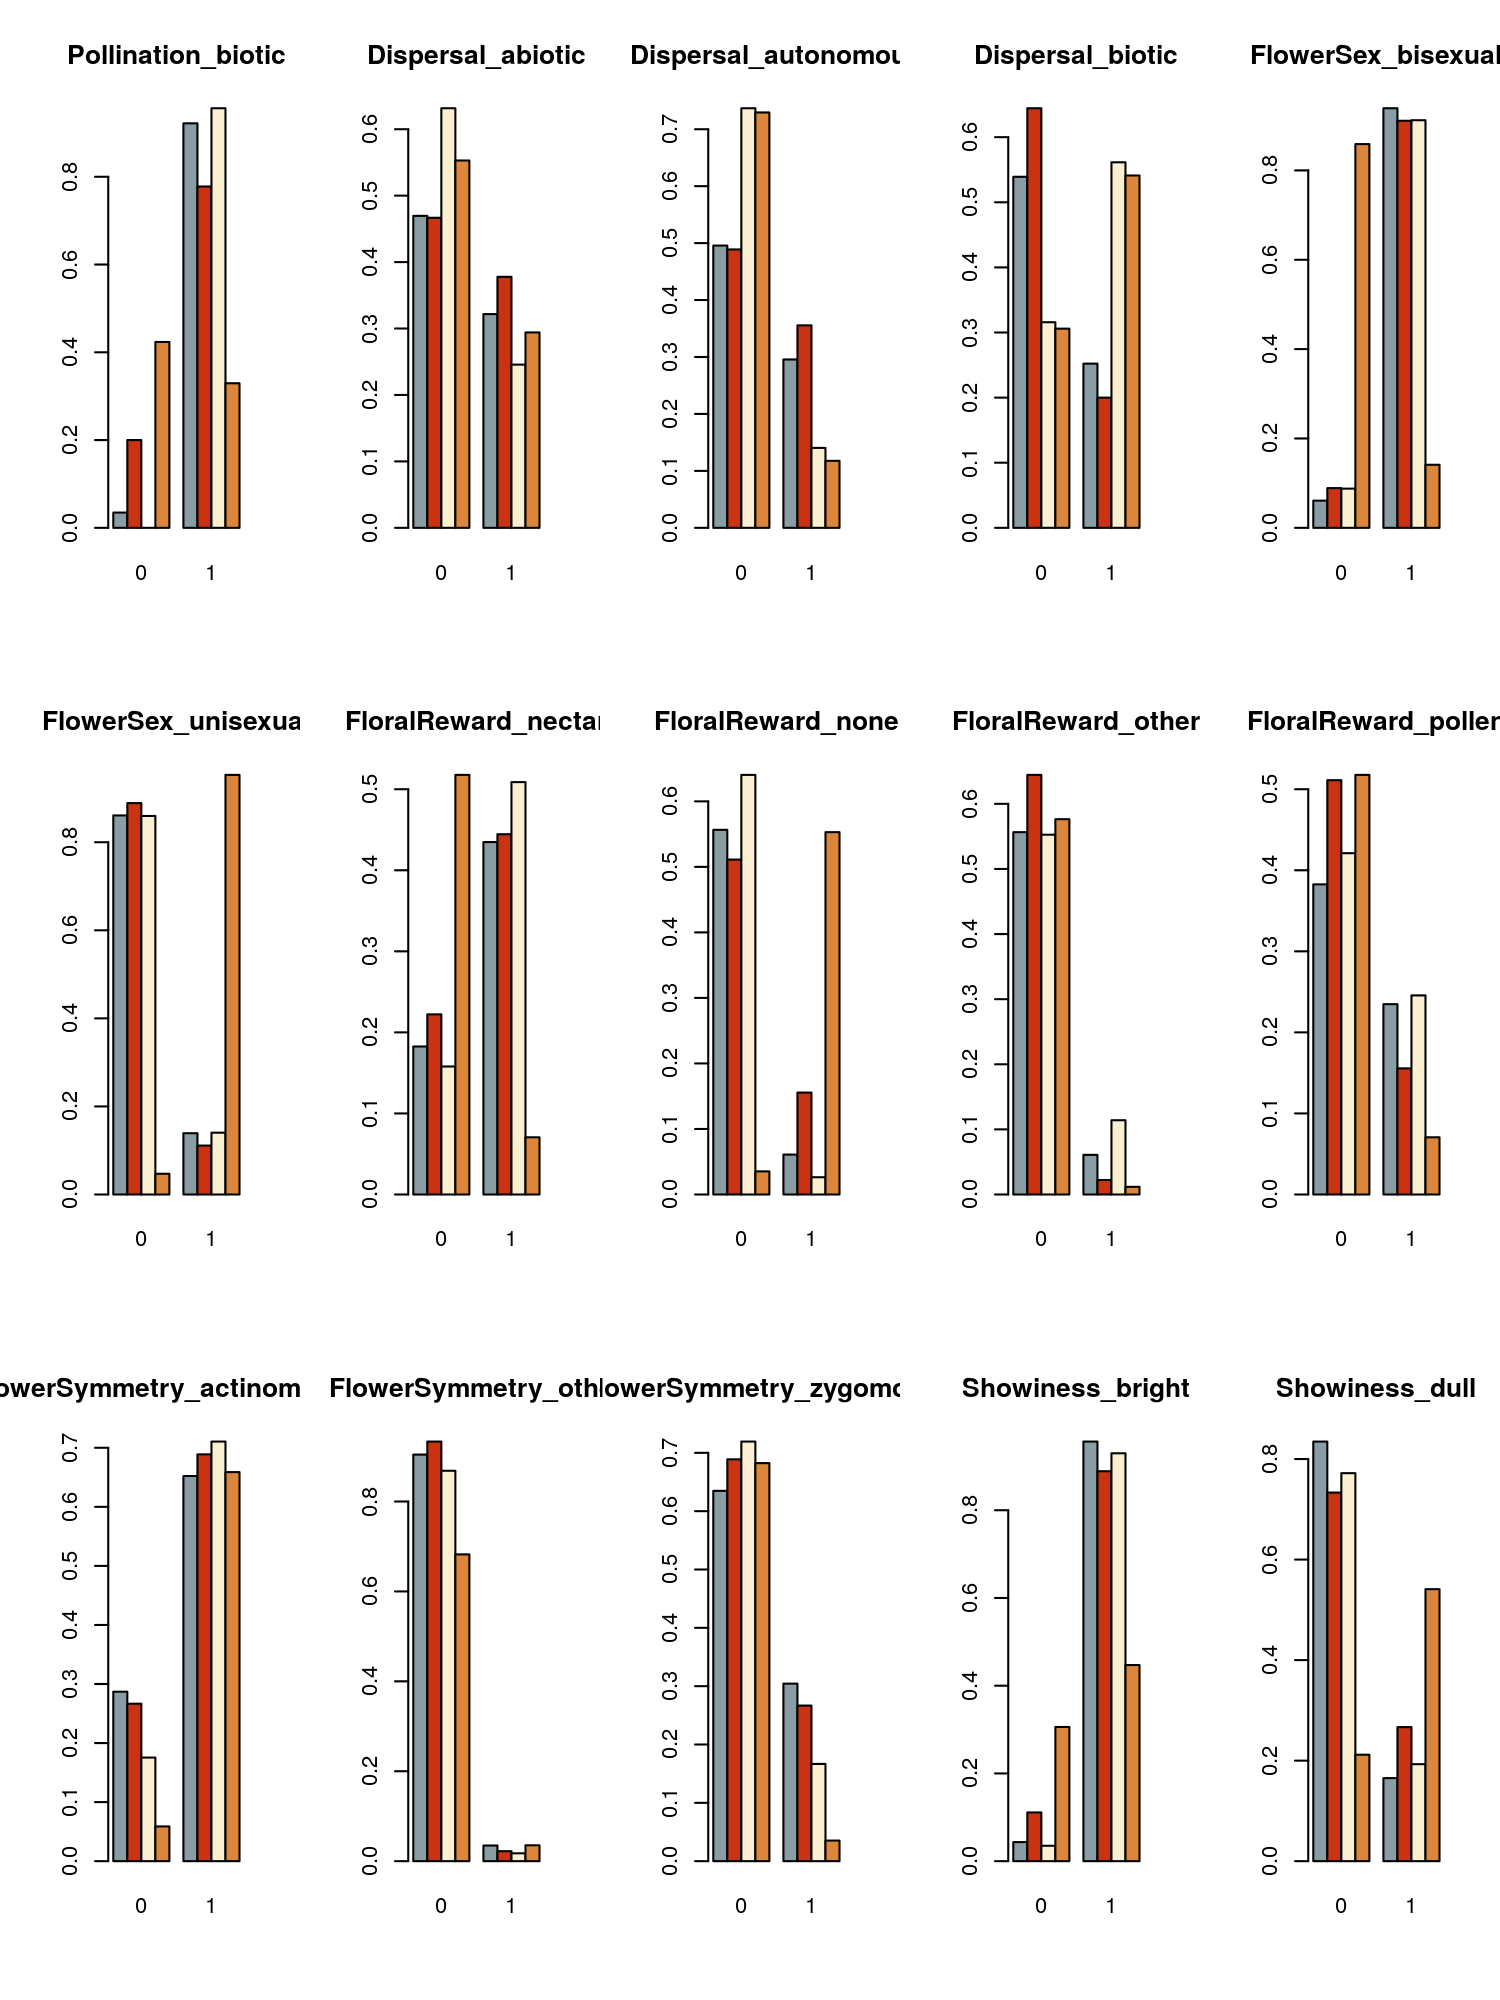 Pollination_biotic
Dispersal_abiotic
Dispersal_autonomou
Dispersal_biotic
FlowerSex_bisexual
0.0 0.2 0.4 0.6 0.8
0 1
0.0 0.1 0.2 0.3 0.4 0.5 0.6
0 1
0.0 0.1 0.2 0.3 0.4 0.5 0.6 0.7
0 1
0.0 0.1 0.2 0.3 0.4 0.5 0.6
0 1
0.0 0.2 0.4 0.6 0.8
0 1
FlowerSex_unisexua
FloralReward_nectar
FloralReward_none
FloralReward_other
FloralReward_pollen
0.0 0.2 0.4 0.6 0.8
0 1
0.0 0.1 0.2 0.3 0.4 0.5
0 1
0.0 0.1 0.2 0.3 0.4 0.5 0.6
0 1
0.0 0.1 0.2 0.3 0.4 0.5 0.6
0 1
0.0 0.1 0.2 0.3 0.4 0.5
0 1
owerSymmetry_actinom
FlowerSymmetry_oth
lowerSymmetry_zygomo
Showiness_bright
Showiness_dull
0.0 0.1 0.2 0.3 0.4 0.5 0.6 0.7
0 1
0.0 0.2 0.4 0.6 0.8
0 1
0.0 0.1 0.2 0.3 0.4 0.5 0.6 0.7
0 1
0.0 0.2 0.4 0.6 0.8
0 1
0.0 0.2 0.4 0.6 0.8
0 1